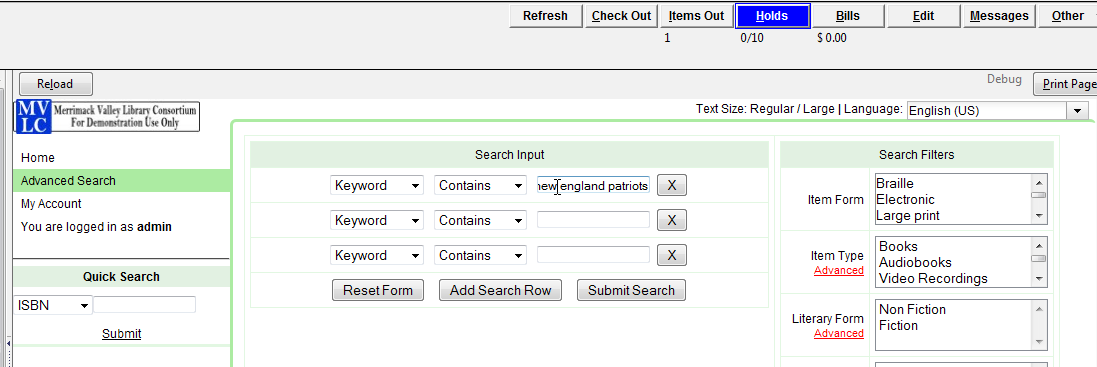 Refresh Check Out Items Out Holds Bills Edit Messages Other
1 0/10 $ 0.00
Reload Debug Print Page
MV LC Merrimack Valley Library Consortium
For Demonstration Use Only
Text Size: Regular / Large | Language: English (US)
Home
Advanced Search
My Account
You are logged in as admin
Quick Search
ISBN
Submit
Search Input
Keyword Contains new england patriots X
Keyword Contains X
Keyword Contains X
Reset Form Add Search Row Submit Search
Search Filters
Item Form
Braille
Electronic
Large print
Item Type
Advanced
Books
Audiobooks
Video Recordings
Literary Form
Advanced
Non Fiction
Fiction